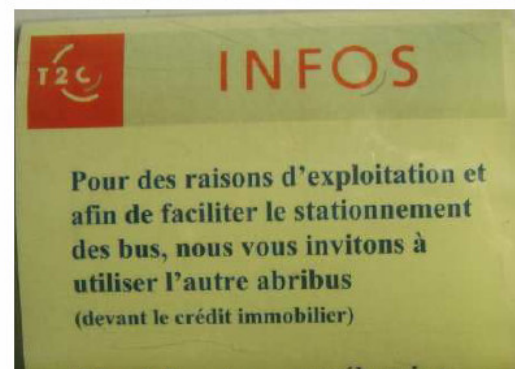 T2C
INFOS
Pour des raisons d'exploitation et
afin de faciliter le stationnement
des bus, nous vous invitons à
utiliser l'autre abribus
(devant le crédit immobilier)